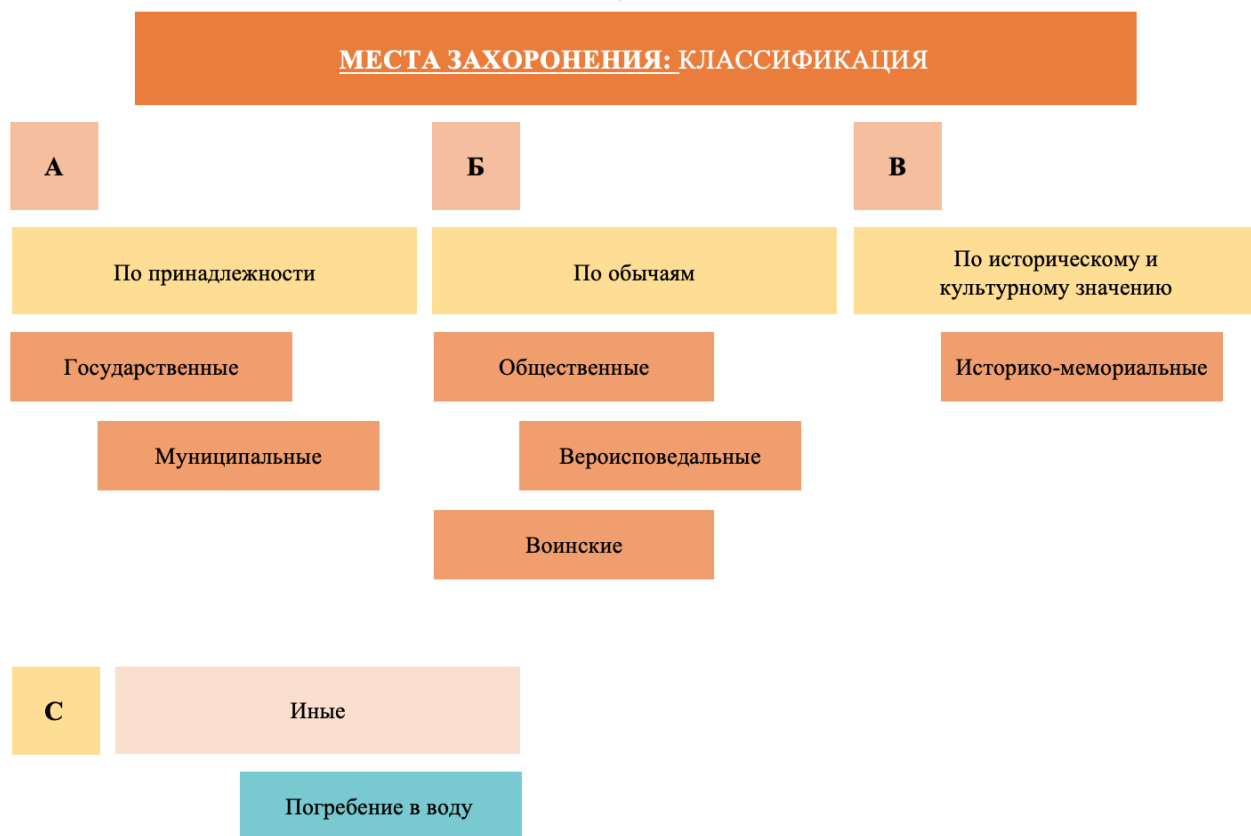 МЕСТА ЗАХОРОНЕНИЯ: КЛАССИФИКАЦИЯ
А
Б
В
По принадлежности
По обычаям
По историческому и
культурному значению
Государственные
Общественные
Историко-мемориальные
Муниципальные
Вероисповедальные
Воинские
С
Иные
Погребение в воду